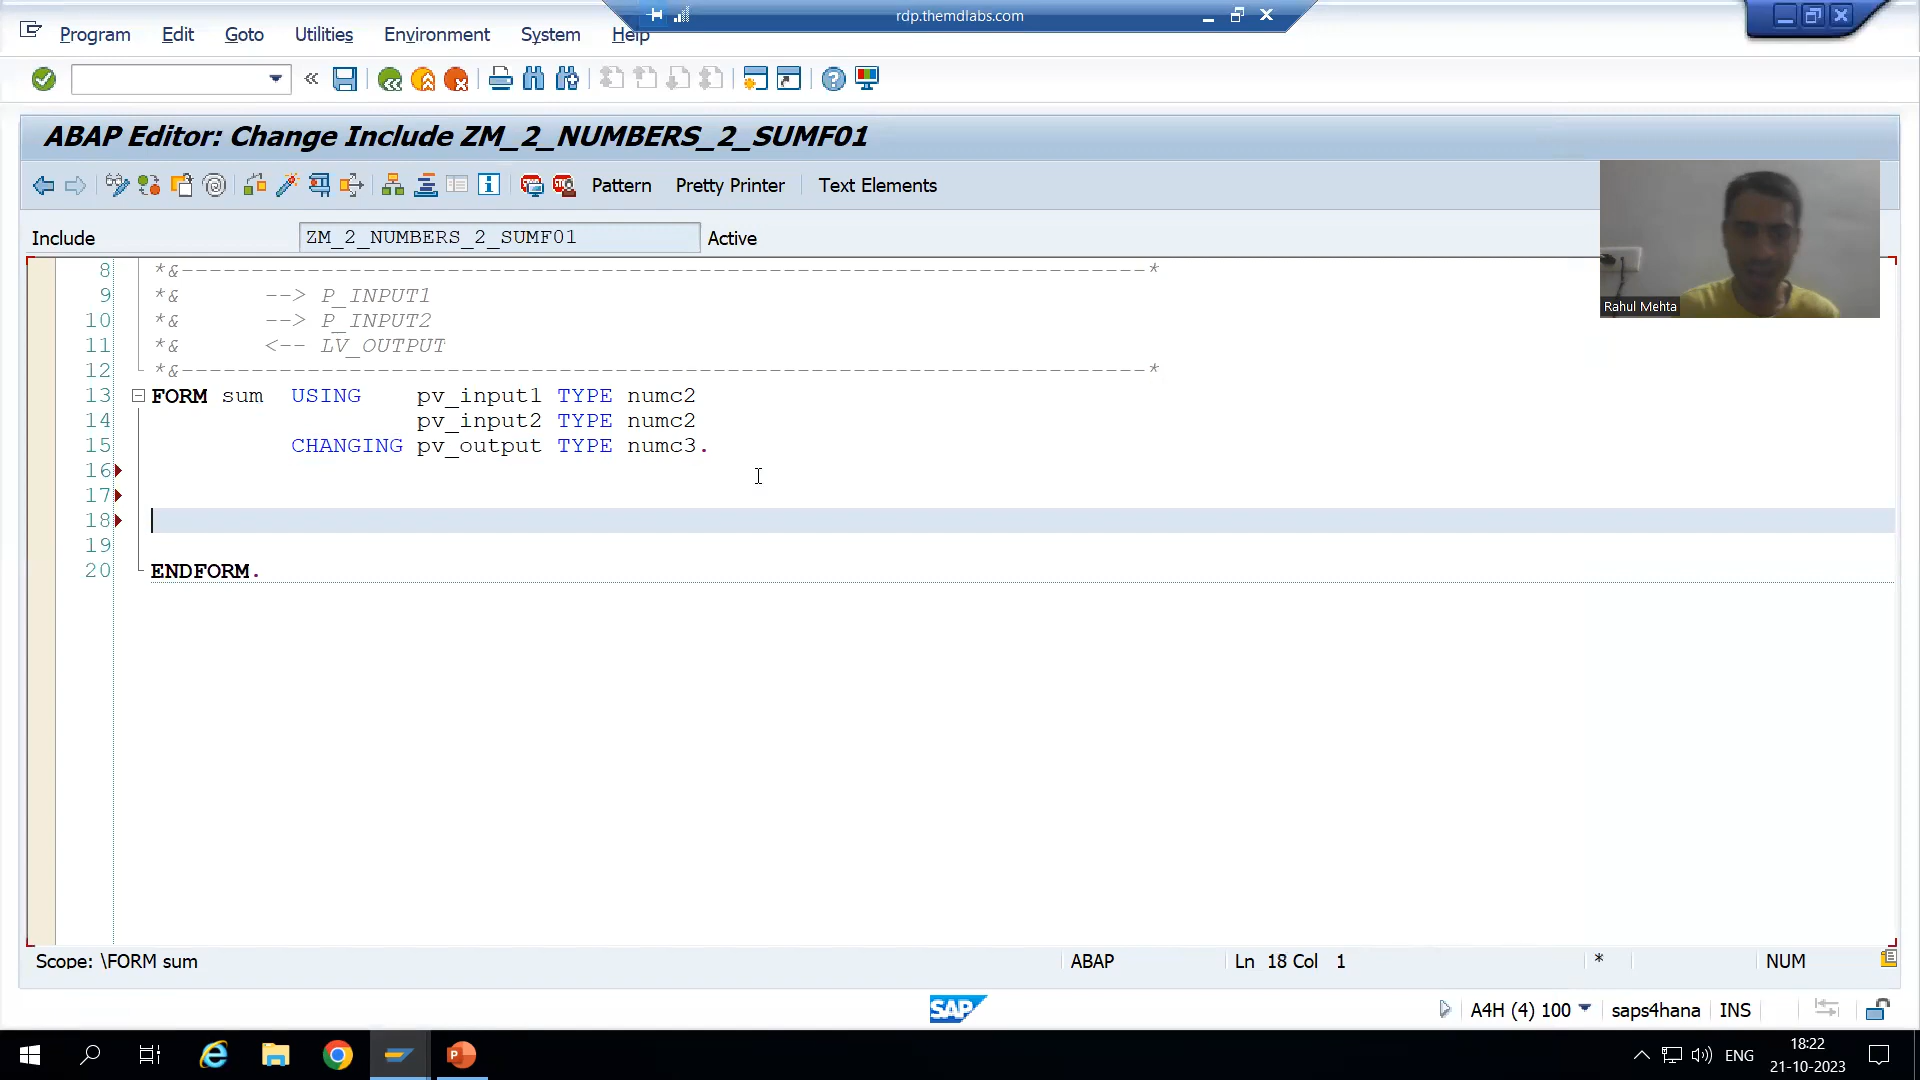 rdp.themdlabs.com
Program Edit Goto Utilities Environment System Help
ABAP Editor: Change Include ZM_2_NUMBERS_2_SUMF01
Pattern Pretty Printer Text Elements
Include ZM_2_NUMBERS_2_SUMF01 Active
8 *&---------------------------------------------------------------------*
9 *& --> P_INPUT1
10 *& --> P_INPUT2
11 *& <-- LV_OUTPUT
12 *&---------------------------------------------------------------------*
13 FORM sum USING pv_input1 TYPE numc2
14 pv_input2 TYPE numc2
15 CHANGING pv_output TYPE numc3.
16
17
18
19
20 ENDFORM.
Rahul Mehta
Scope: \FORM sum ABAP Ln 18 Col 1 * NUM
SAP A4H (4) 100 saps4hana INS
ENG 18:22
21-10-2023